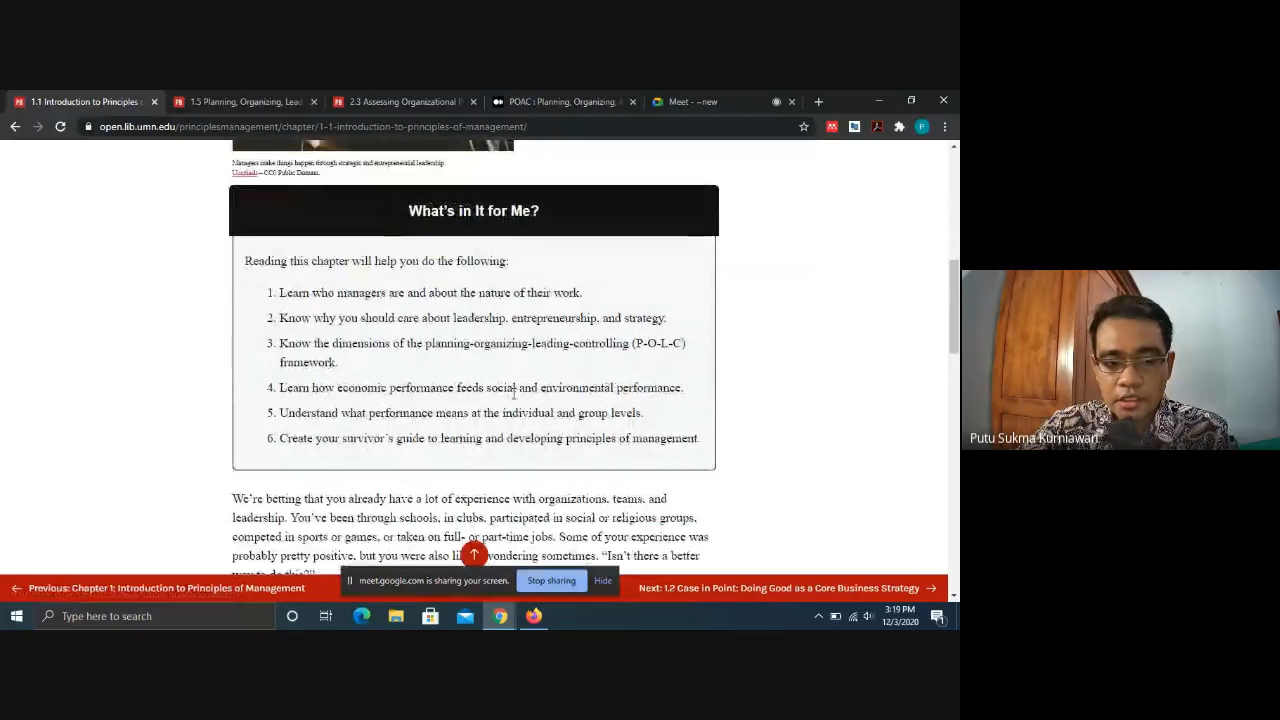 1.1 Introduction to Principles
1.5 Planning, Organizing, Lead
2.3 Assessing Organizational
POAC : Planning, Organizing,
Meet - –new
open.lib.umn.edu/principlesmanagement/chapter/1-1-introduction-to-principles-of-management/
Managers make things happen through strategic and entrepreneurial leadership.
Unsplash – CC0 Public Domain.
What's in It for Me?
Reading this chapter will help you do the following:
1. Learn who managers are and about the nature of their work.
2. Know why you should care about leadership, entrepreneurship, and strategy.
3. Know the dimensions of the planning-organizing-leading-controlling (P-O-L-C)
framework.
4. Learn how economic performance feeds social and environmental performance.
5. Understand what performance means at the individual and group levels.
6. Create your survivor's guide to learning and developing principles of management.
We're betting that you already have a lot of experience with organizations, teams, and
leadership. You've been through schools, in clubs, participated in social or religious groups,
competed in sports or games, or taken on full- or part-time jobs. Some of your experience was
probably pretty positive, but you were also wondering sometimes. “Isn't there a better
way to do this?”
← Previous: Chapter 1: Introduction to Principles of Management
Next: 1.2 Case in Point: Doing Good as a Core Business Strategy →
meet.google.com is sharing your screen.
Stop sharing
Hide
Type here to search
3:19 PM
12/3/2020
Putu Sukma Kurniawan